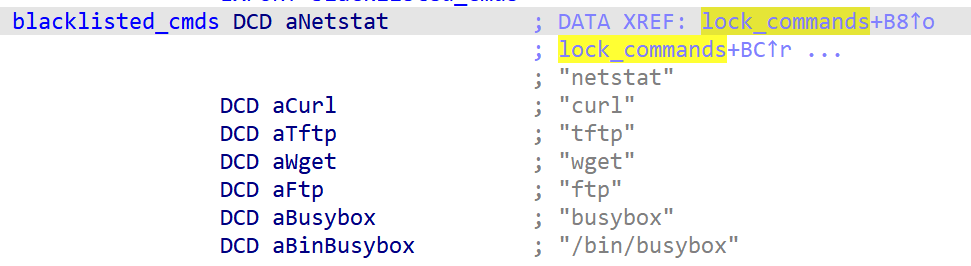 blacklisted_cmds DCD aNetstat ; DATA XREF: lock_commands+B8↑o
; lock_commands+BC↑r ...
; "netstat"
DCD aCurl ; "curl"
DCD aTftp ; "tftp"
DCD aWget ; "wget"
DCD aFtp ; "ftp"
DCD aBusybox ; "busybox"
DCD aBinBusybox ; "/bin/busybox"